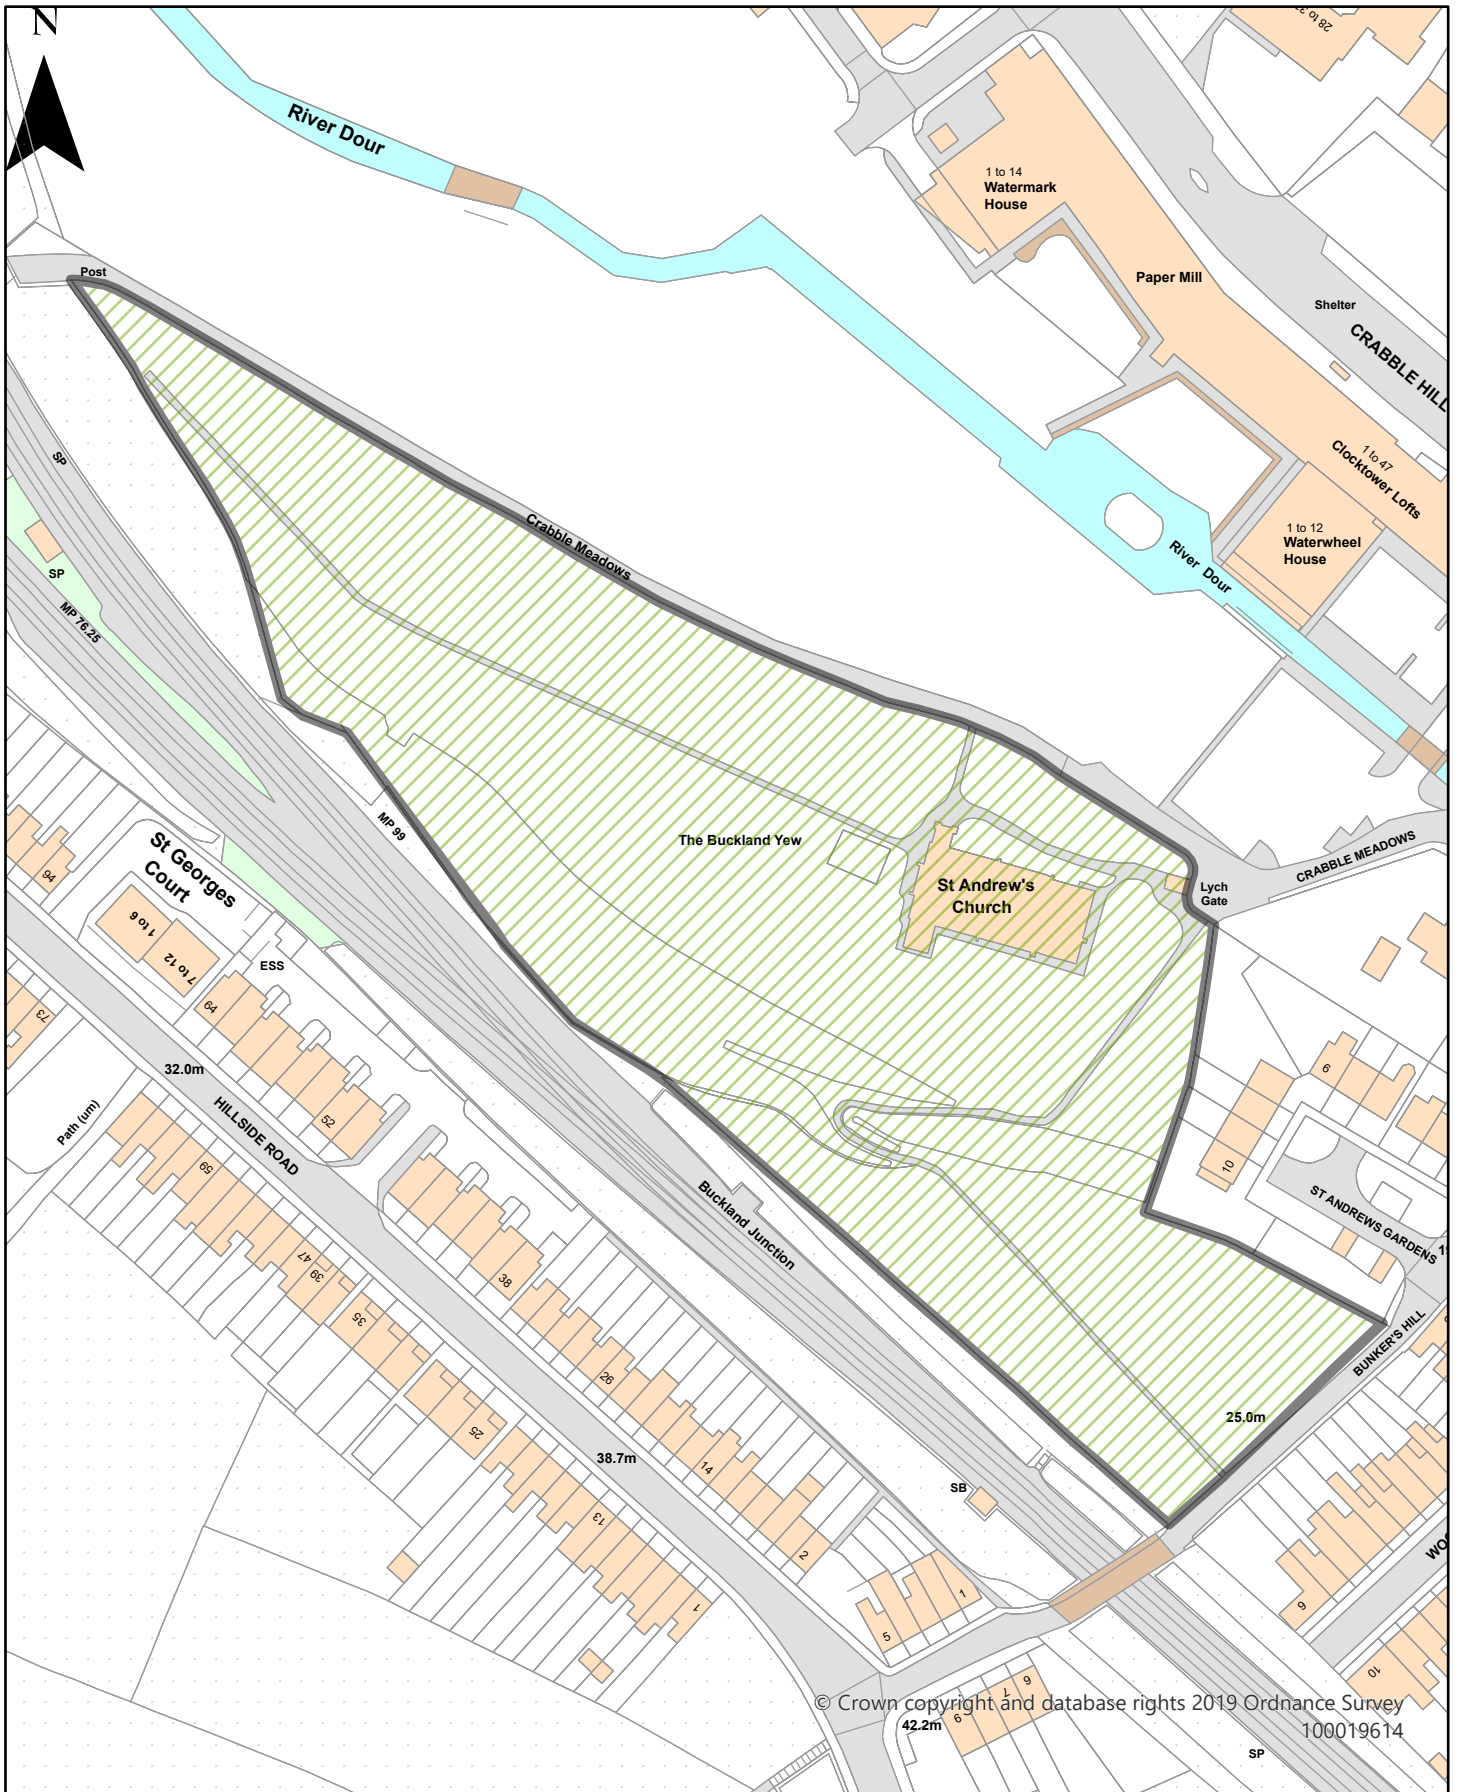 N
28 to 37
River Dour
1 to 14
Watermark
House
Post
Paper Mill
Shelter
CRABBLE HILL
SP
1 to 47
Clocktower Lofts
Crabble Meadows
1 to 12
Waterwheel
House
SP
River Dour
MP 76.25
MP 99
The Buckland Yew
St Georges
Court
94
CRABBLE MEADOWS
St Andrew's
Church
Lych
Gate
1 to 6
7 to 12
ESS
64
73
32.0m
6
52
HILLSIDE ROAD
Path (um)
59
10
Buckland Junction
ST ANDREWS GARDENS
47
39
38
35
BUNKER'S HILL
26
25.0m
25
38.7m
14
SB
13
2
1
1
5
9
10
6
7
9
© Crown copyright and database rights 2019 Ordnance Survey
100019614
42.2m
SP